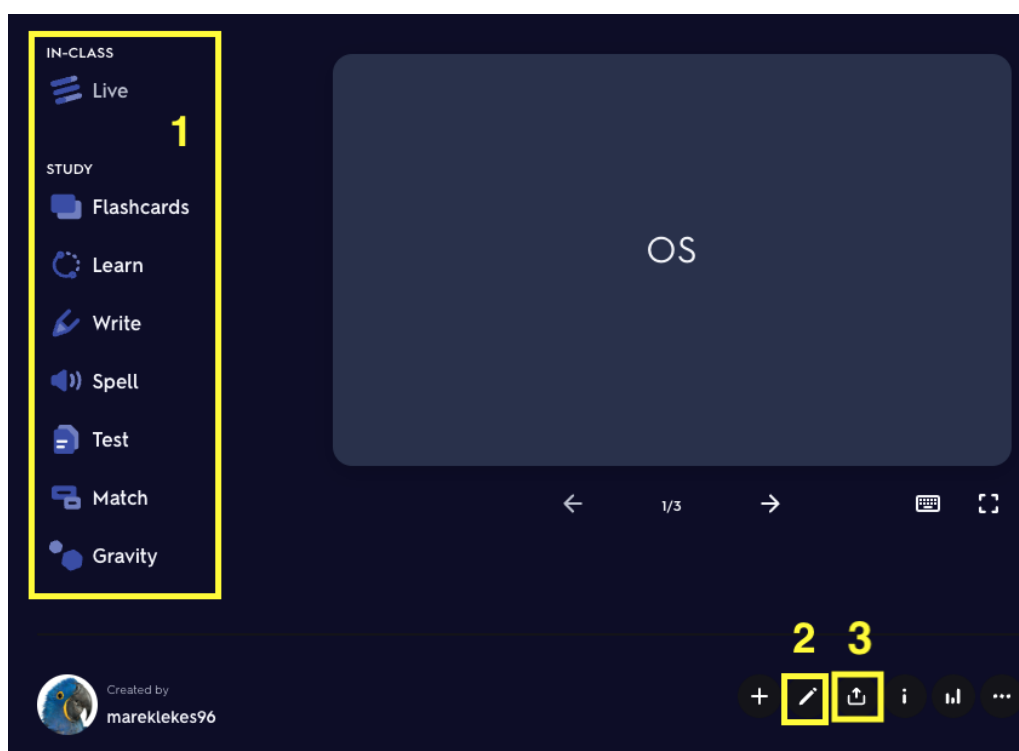 IN-CLASS
Live
1
STUDY
Flashcards
Learn
Write
Spell
Test
Match
Gravity
OS
1/3
2 3
Created by
mareklekes96